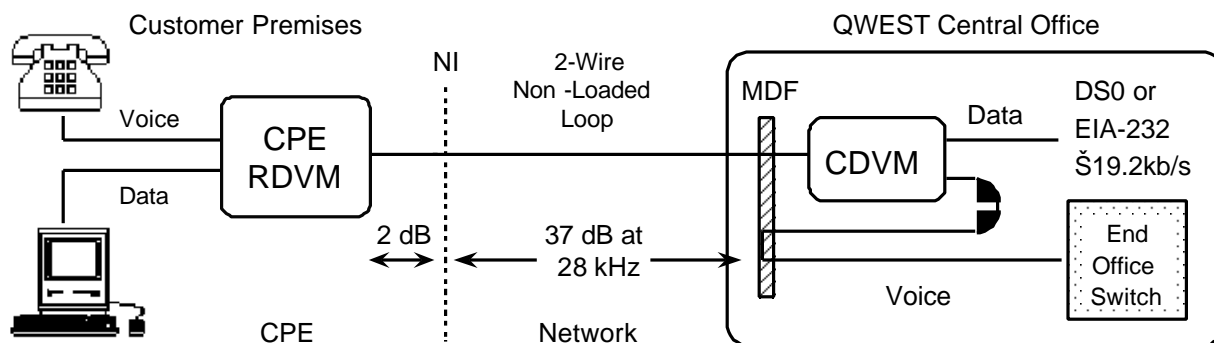 Customer Premises
QWEST Central Office
NI
2-Wire
Non -Loaded
Loop
MDF
DS0 or
EIA-232
Š19.2kb/s
Voice
Data
CPE
RDVM
CDVM
Data
2 dB
37 dB at
28 kHz
End
Office
Switch
Voice
CPE
Network